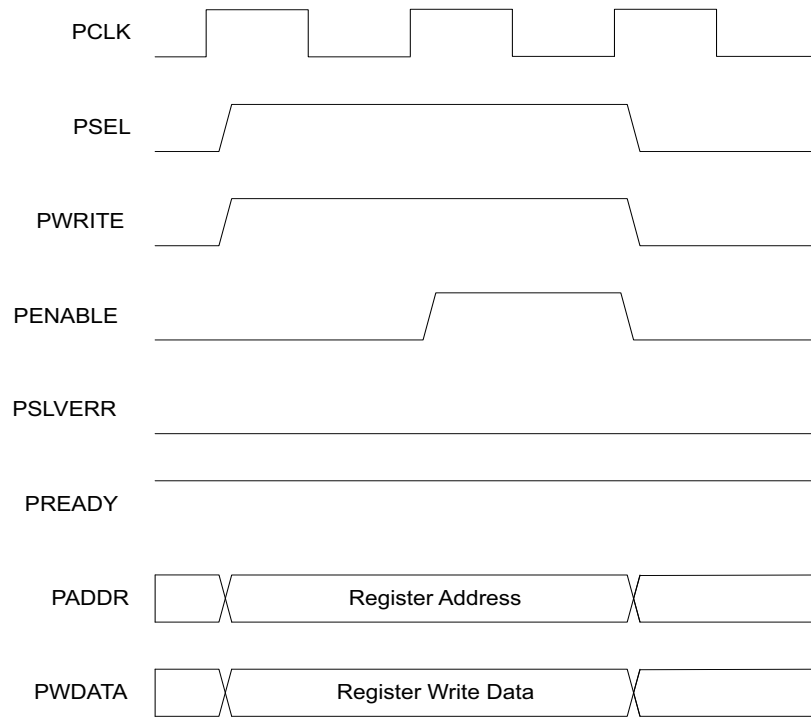 PCLK
PSEL
PWRITE
PENABLE
PSLVERR
PREADY
PADDR
Register Address
PWDATA
Register Write Data